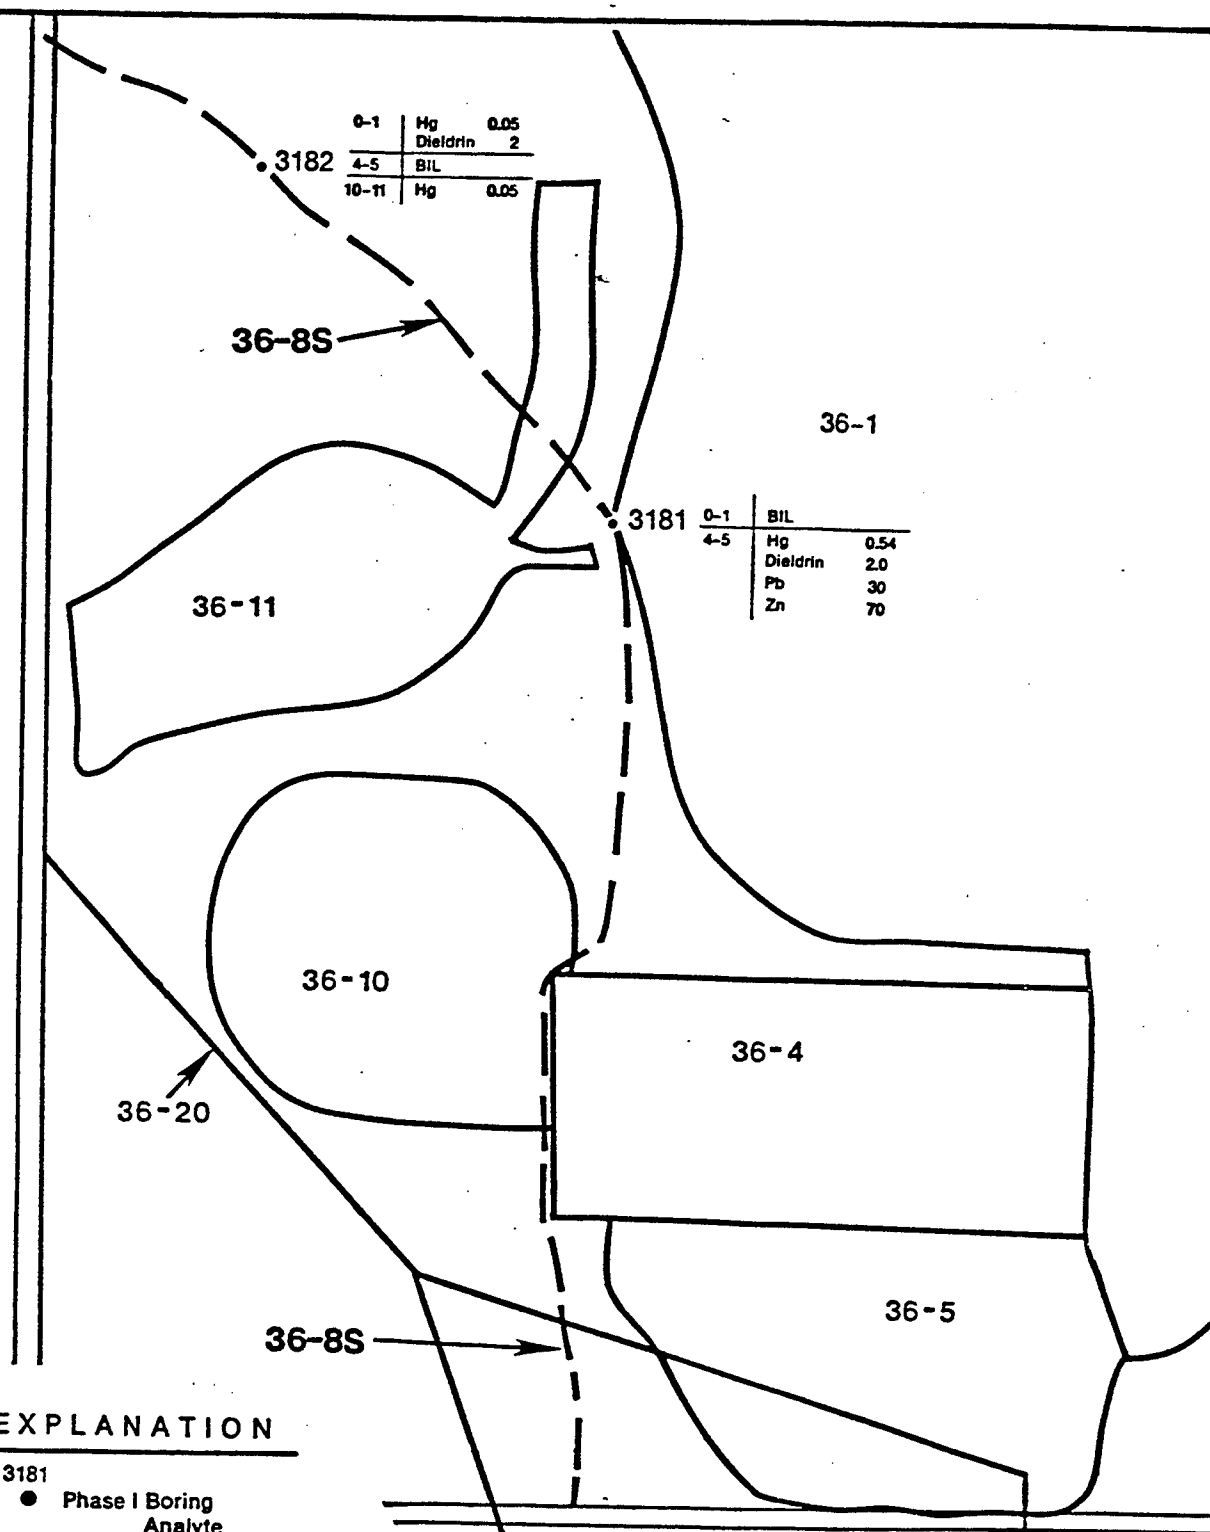 0-1 Hg 0.05
Dieldrin 2
3182 4-5 BIL
10-11 Hg 0.05
36-8S
36-1
3181 0-1 BIL
4-5 Hg 0.54
Dieldrin 2.0
Pb 30
Zn 70
36-11
36-10
36-4
36-20
36-5
36-8S
EXPLANATION
3181
Phase I Boring
Analyte